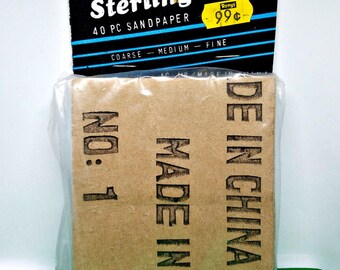 Sterling
40 PC SANDPAPER
COARSE — MEDIUM — FINE
99¢
NO: 1
MADE IN
DE IN CHINA